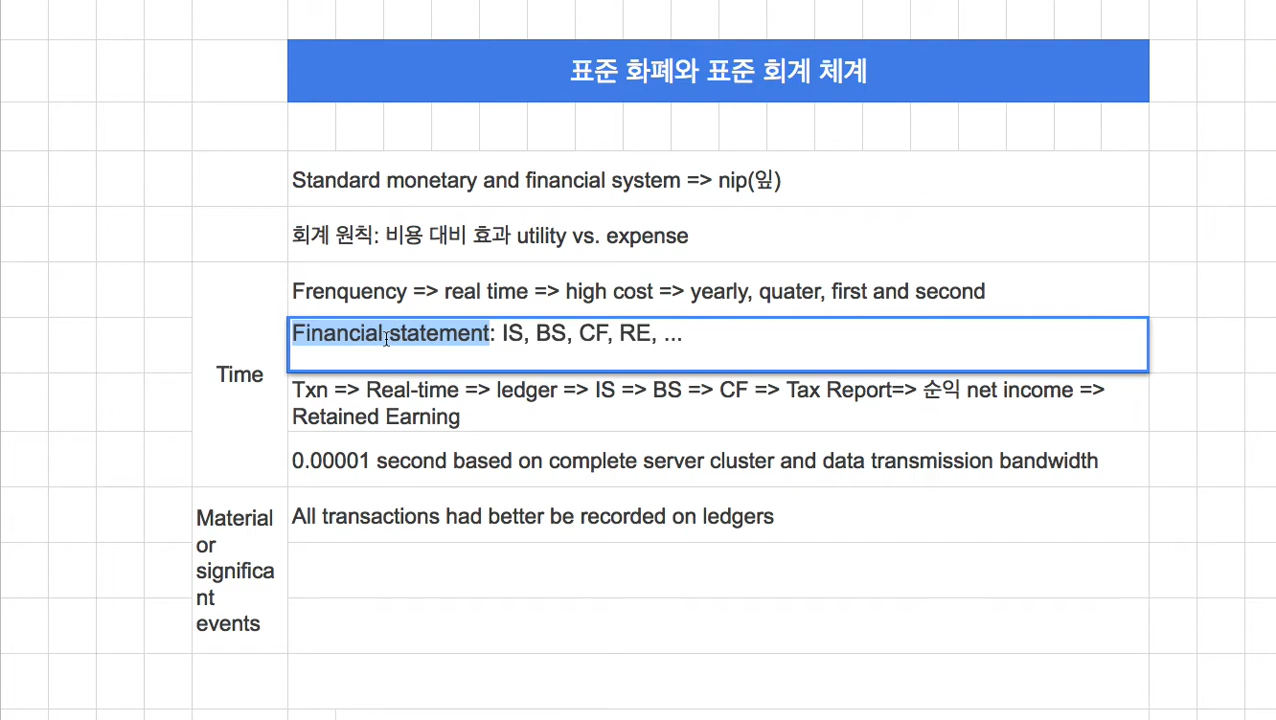 표준 화폐와 표준 회계 체계
Standard monetary and financial system => nip(잎)
회계 원칙: 비용 대비 효과 utility vs. expense
Frenquency => real time => high cost => yearly, quater, first and second
Financial statement: IS, BS, CF, RE, ...
Time
Txn => Real-time => ledger => IS => BS => CF => Tax Report=> 순익 net income =>
Retained Earning
0.00001 second based on complete server cluster and data transmission bandwidth
Material
or
significa
nt
events
All transactions had better be recorded on ledgers